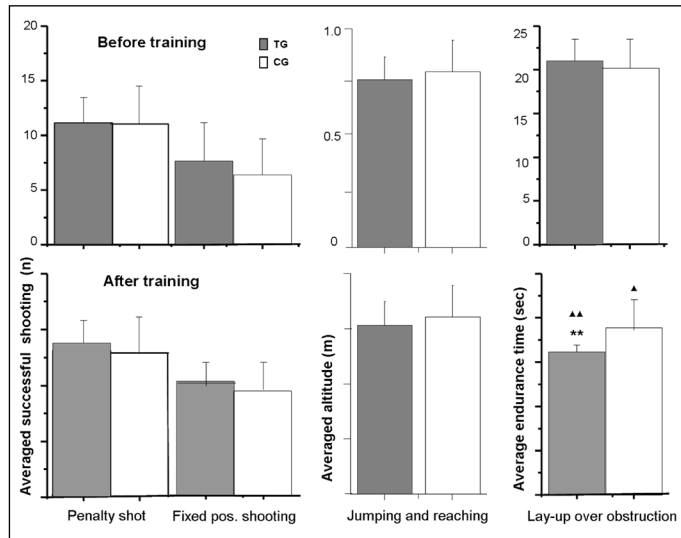 Before training
TG
CG
20
15
10
5
0
1.0
0.5
0
25
20
15
10
5
0
After training
Averaged successful shooting (n)
Averaged altitude (m)
Average endurance time (sec)
▲▲
**
▲
Penalty shot
Fixed pos. shooting
Jumping and reaching
Lay-up over obstruction